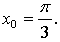 x₀ = π/3.